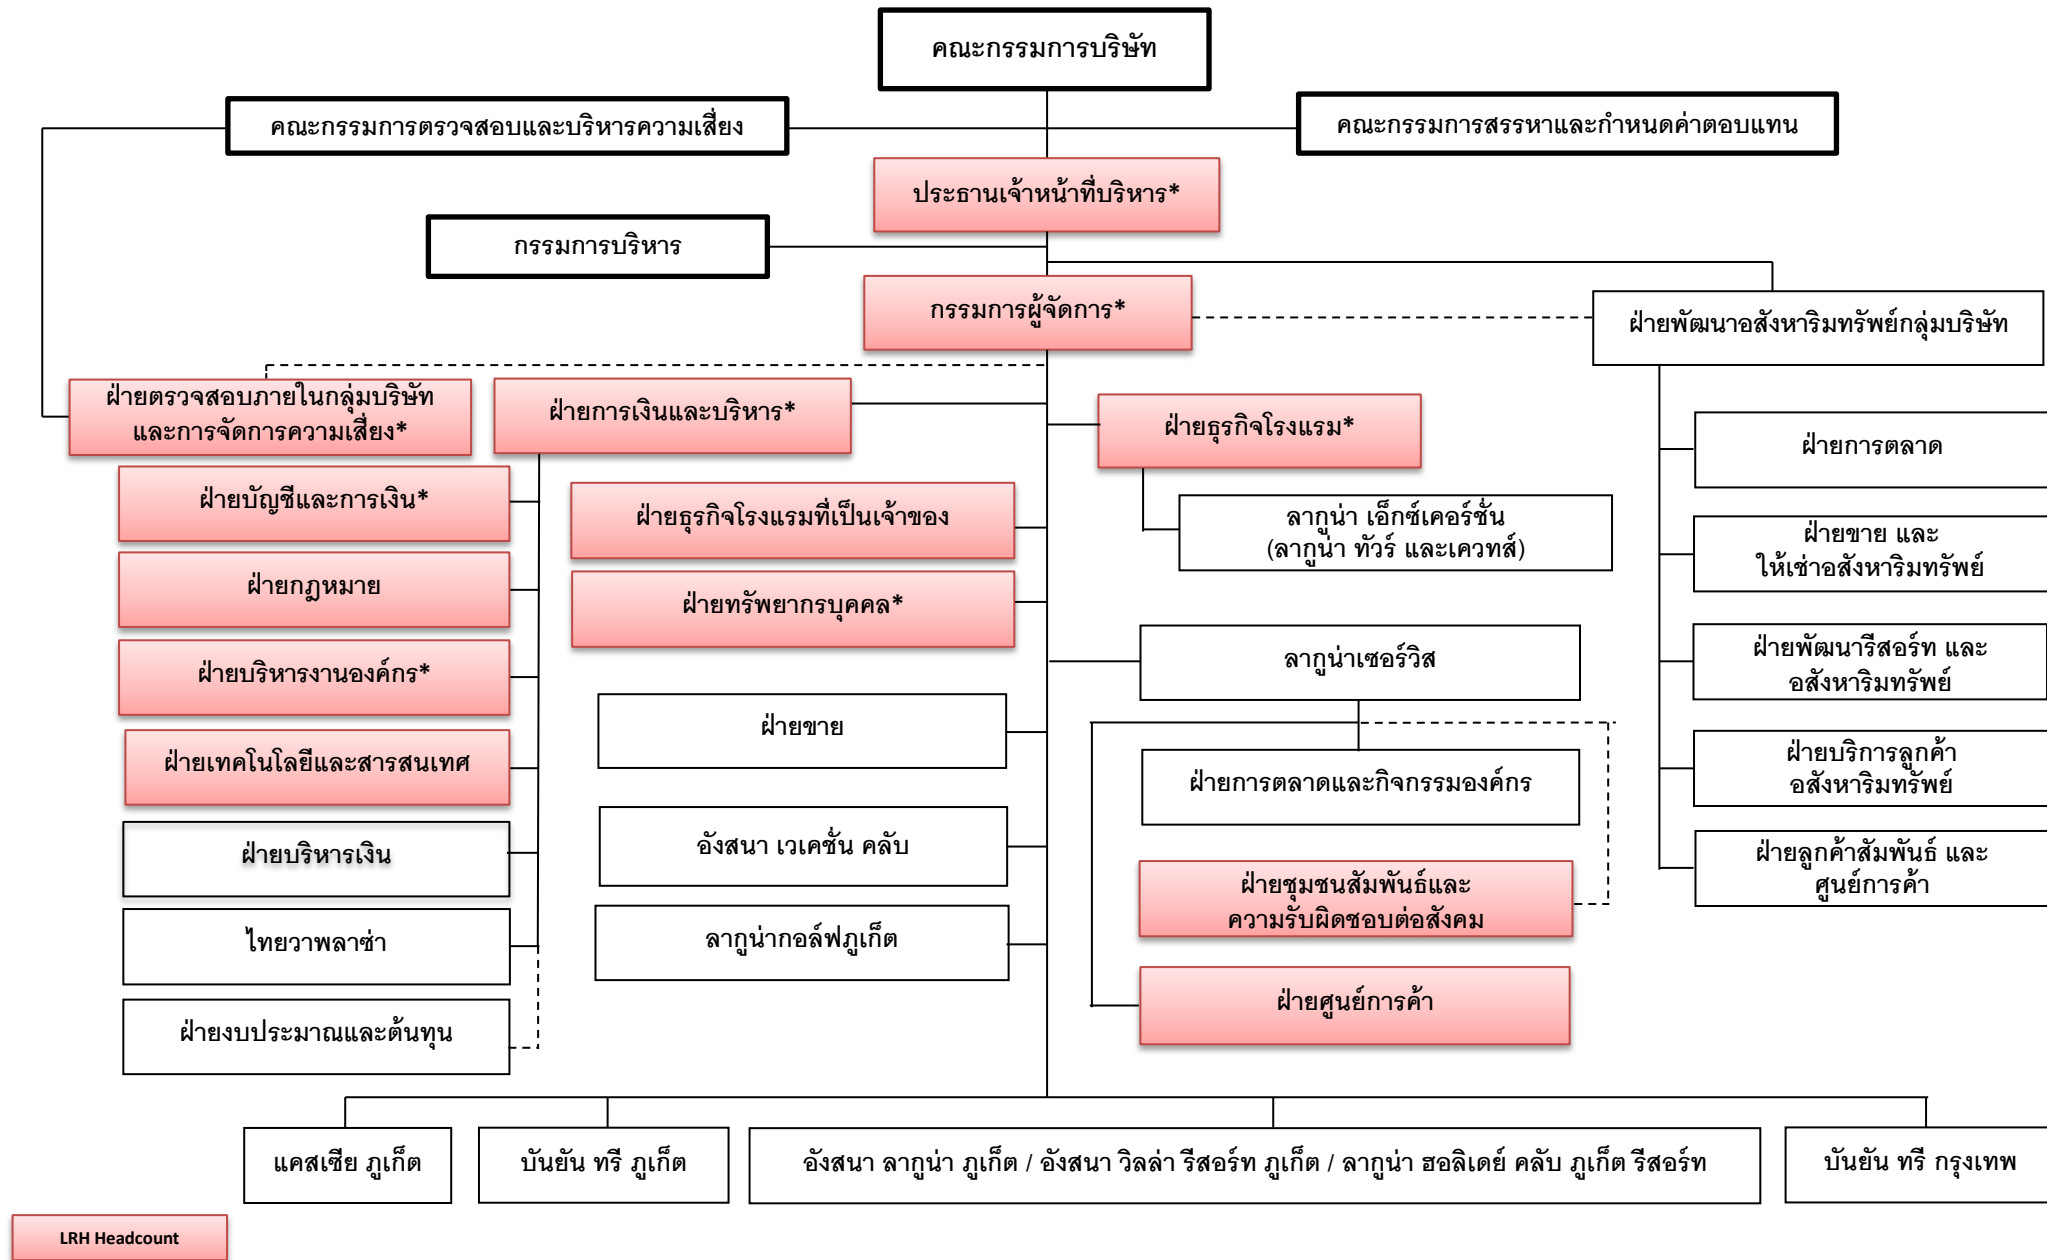 คณะกรรมการบริษัท
คณะกรรมการตรวจสอบและบริหารความเสี่ยง
คณะกรรมการสรรหาและกำหนดค่าตอบแทน
ประธานเจ้าหน้าที่บริหาร*
กรรมการบริหาร
กรรมการผู้จัดการ*
ฝ่ายพัฒนาอสังหาริมทรัพย์กลุ่มบริษัท
ฝ่ายตรวจสอบภายในกลุ่มบริษัท
และการจัดการความเสี่ยง*
ฝ่ายการเงินและบริหาร*
ฝ่ายธุรกิจโรงแรม*
ฝ่ายการตลาด
ฝ่ายบัญชีและการเงิน*
ฝ่ายธุรกิจโรงแรมที่เป็นเจ้าของ
ลากูน่า เอ็กซ์เคอร์ชั่น
(ลากูน่า ทัวร์ และเควทส์)
ฝ่ายขาย และ
ให้เช่าอสังหาริมทรัพย์
ฝ่ายกฎหมาย
ฝ่ายทรัพยากรบุคคล*
ฝ่ายบริหารงานองค์กร*
ลากูน่าเซอร์วิส
ฝ่ายพัฒนารีสอร์ท และ
อสังหาริมทรัพย์
ฝ่ายขาย
ฝ่ายเทคโนโลยีและสารสนเทศ
ฝ่ายการตลาดและกิจกรรมองค์กร
ฝ่ายบริการลูกค้า
อสังหาริมทรัพย์
ฝ่ายบริหารเงิน
อังสนา เวเคชั่น คลับ
ฝ่ายชุมชนสัมพันธ์และ
ความรับผิดชอบต่อสังคม
ฝ่ายลูกค้าสัมพันธ์ และ
ศูนย์การค้า
ไทยวาพลาซ่า
ลากูน่ากอล์ฟภูเก็ต
ฝ่ายศูนย์การค้า
ฝ่ายงบประมาณและต้นทุน
แคสเซีย ภูเก็ต
บันยัน ทรี ภูเก็ต
อังสนา ลากูน่า ภูเก็ต / อังสนา วิลล่า รีสอร์ท ภูเก็ต / ลากูน่า ฮอลิเดย์ คลับ ภูเก็ต รีสอร์ท
บันยัน ทรี กรุงเทพ
LRH Headcount